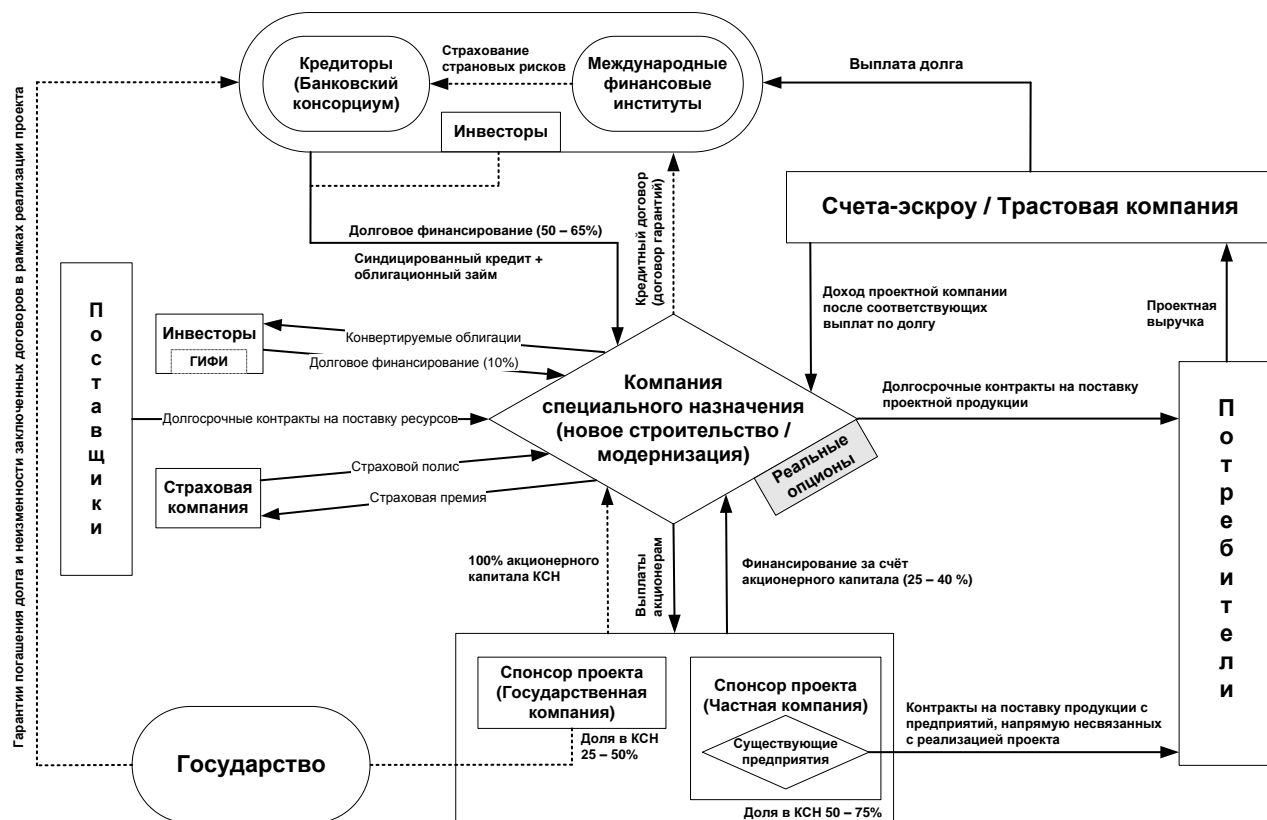 Гарантии погашения долга и неизменности заключенных договоров в рамках реализации проекта
Кредиторы
(Банковский
консорциум)
Страхование
страновых рисков
Международные
финансовые
институты
Инвесторы
Выплата долга
Счета-эскроу / Трастовая компания
Долговое финансирование (50 – 65%)
Синдицированный кредит +
облигационный займ
Кредитный договор
(договор гарантий)
Доход проектной компании
после соответствующих
выплат по долгу
Проектная
выручка
Поставщики
Инвесторы
ГИФИ
Конвертируемые облигации
Долговое финансирование (10%)
Долгосрочные контракты на поставку ресурсов
Страховая
компания
Страховой полис
Страховая премия
Компания
специального назначения
(новое строительство /
модернизация)
Реальные
опционы
Долгосрочные контракты на поставку
проектной продукции
Потребители
100% акционерного
капитала КСН
Выплаты
акционерам
Финансирование за счёт
акционерного капитала (25 – 40 %)
Спонсор проекта
(Государственная
компания)
Доля в КСН
25 – 50%
Спонсор проекта
(Частная компания)
Существующие
предприятия
Доля в КСН 50 – 75%
Контракты на поставку продукции с
предприятий, напрямую несвязанных
с реализацией проекта
Государство